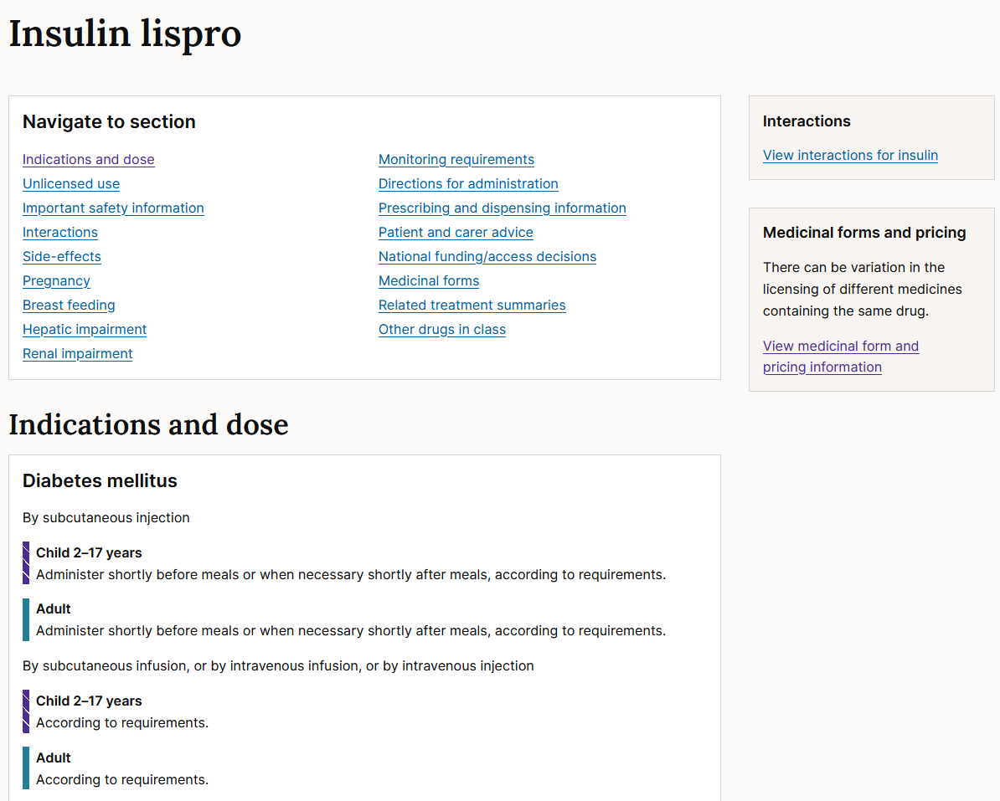 Insulin lispro
Navigate to section
Indications and dose
Unlicensed use
Important safety information
Interactions
Side-effects
Pregnancy
Breast feeding
Hepatic impairment
Renal impairment
Monitoring requirements
Directions for administration
Prescribing and dispensing information
Patient and carer advice
National funding/access decisions
Medicinal forms
Related treatment summaries
Other drugs in class
Interactions
View interactions for insulin
Medicinal forms and pricing
There can be variation in the
licensing of different medicines
containing the same drug.
View medicinal form and
pricing information
Indications and dose
Diabetes mellitus
By subcutaneous injection
Child 2–17 years
Administer shortly before meals or when necessary shortly after meals, according to requirements.
Adult
Administer shortly before meals or when necessary shortly after meals, according to requirements.
By subcutaneous infusion, or by intravenous infusion, or by intravenous injection
Child 2–17 years
According to requirements.
Adult
According to requirements.